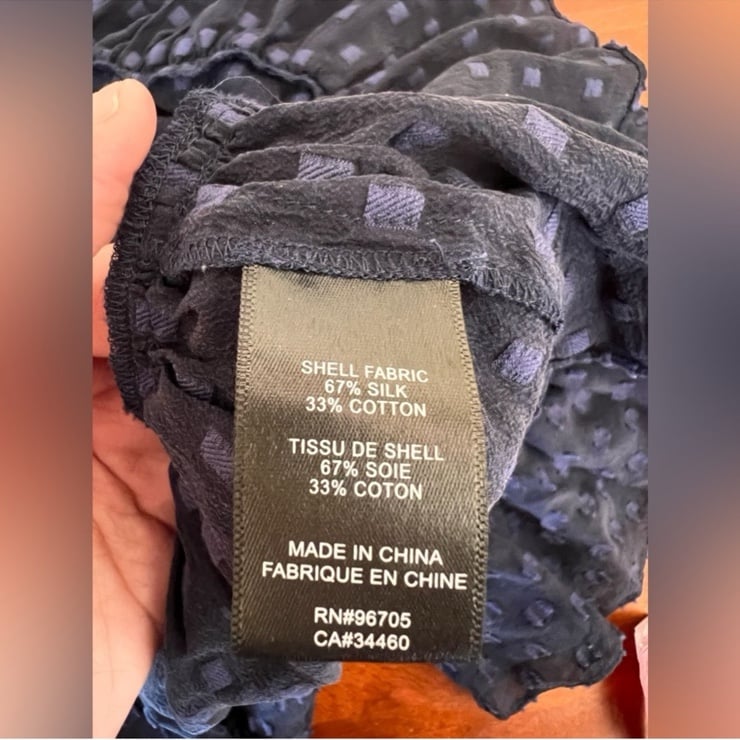 SHELL FABRIC
67% SILK
33% COTTON
TISSU DE SHELL
67% SOIE
33% COTON
MADE IN CHINA
FABRIQUE EN CHINE
RN#96705
CA#34460